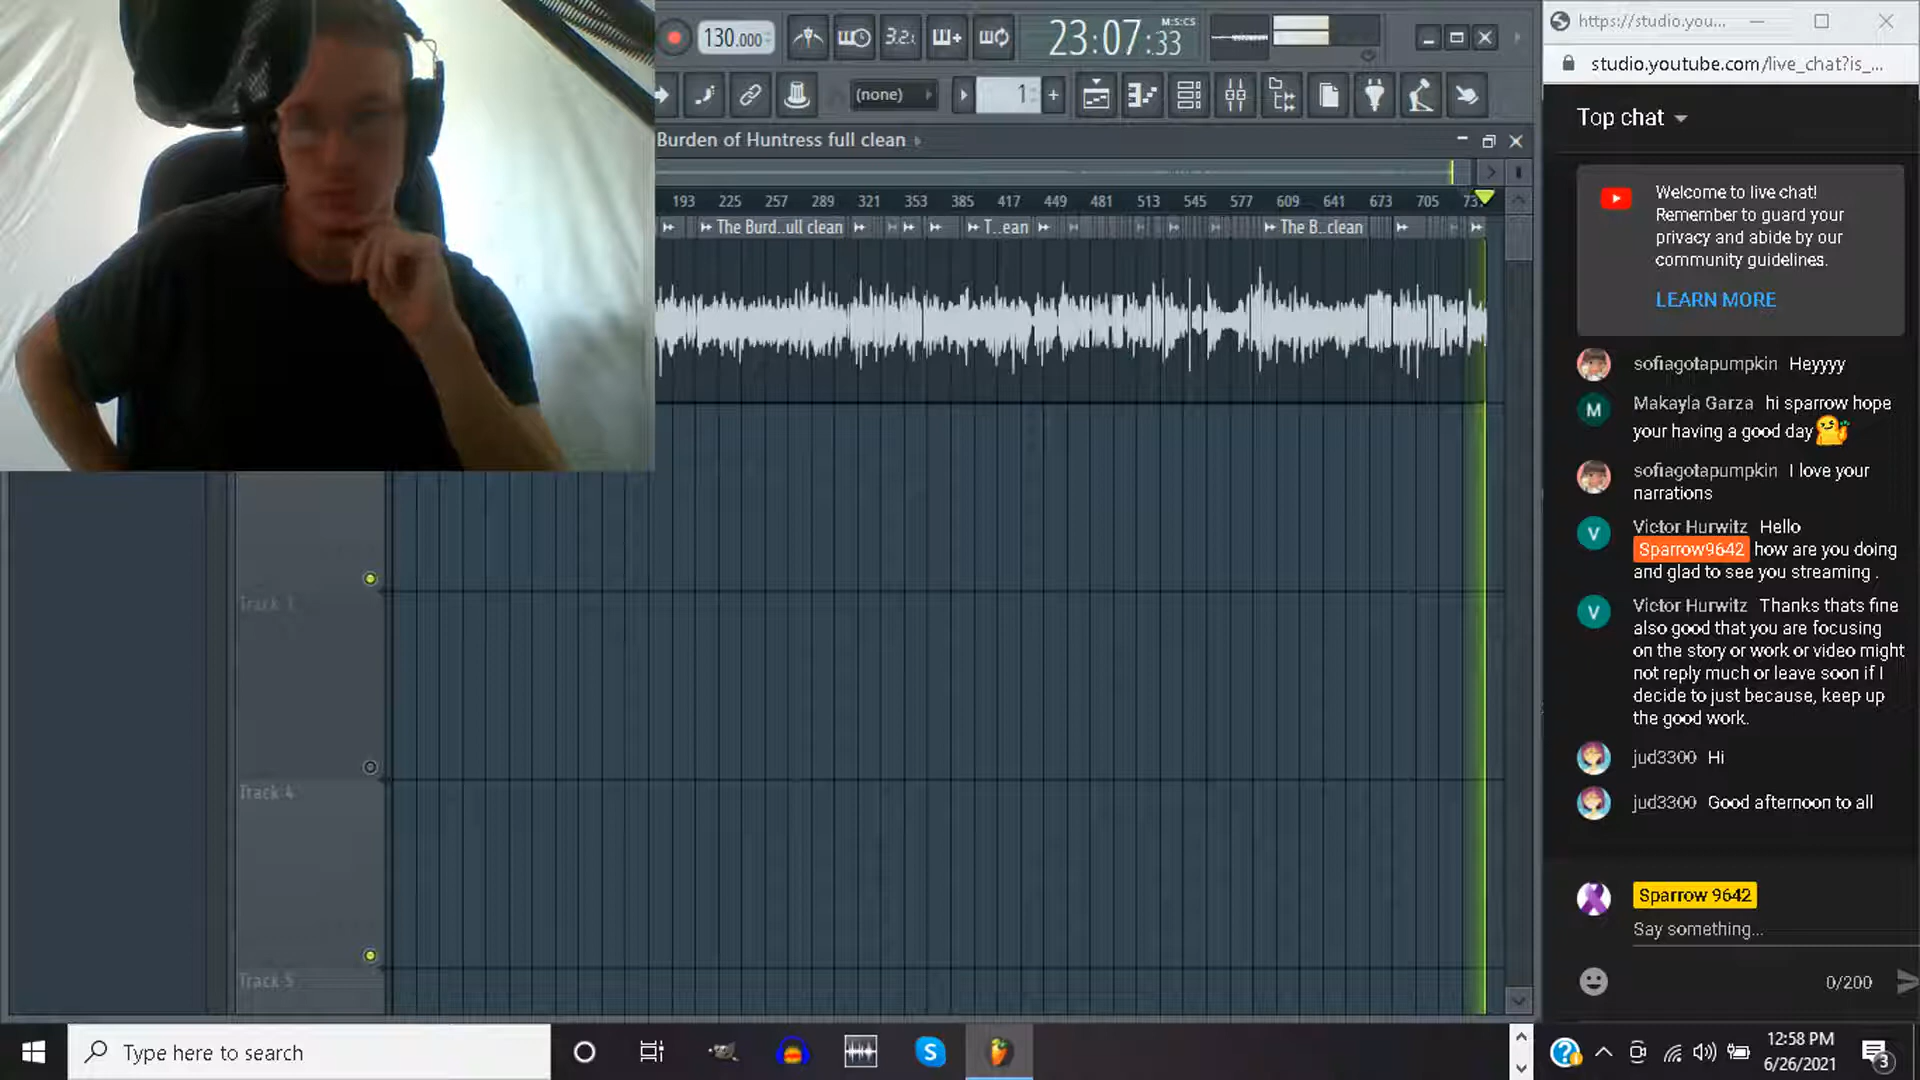 130.000
3.2:
23:07:33
M:S:CS
(none)
1
+
Burden of Huntress full clean
193 225 257 289 321 353 385 417 449 481 513 545 577 609 641 673 705
The Burd..ull clean
T..ean
The B..clean
Track 4
Track 5
https://studio.you...
studio.youtube.com/live_chat?is_...
Top chat
Welcome to live chat!
Remember to guard your
privacy and abide by our
community guidelines.
LEARN MORE
sofiagotapumpkin Heyyyy
M
Makayla Garza hi sparrow hope
your having a good day
sofiagotapumpkin I love your
narrations
V
Victor Hurwitz Hello
Sparrow9642 how are you doing
and glad to see you streaming .
V
Victor Hurwitz Thanks thats fine
also good that you are focusing
on the story or work or video might
not reply much or leave soon if I
decide to just because, keep up
the good work.
jud3300 Hi
jud3300 Good afternoon to all
Sparrow 9642
Say something...
0/200
Type here to search
12:58 PM
6/26/2021
3